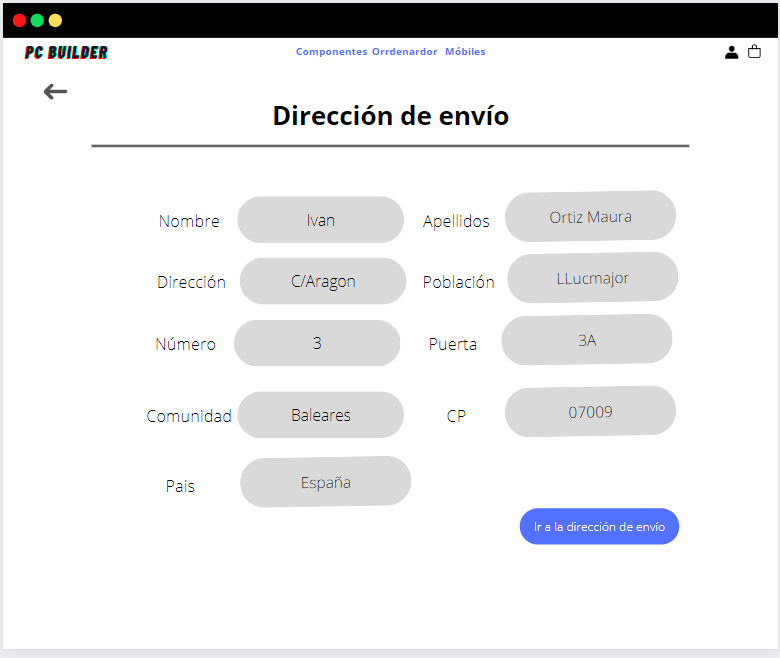 PC BUILDER
Componentes Orrdenardor Móbiles
Dirección de envío
Nombre Ivan Apellidos Ortiz Maura
Dirección C/Aragon Población LLucmajor
Número 3 Puerta 3A
Comunidad Baleares CP 07009
Pais España
Ir a la dirección de envío